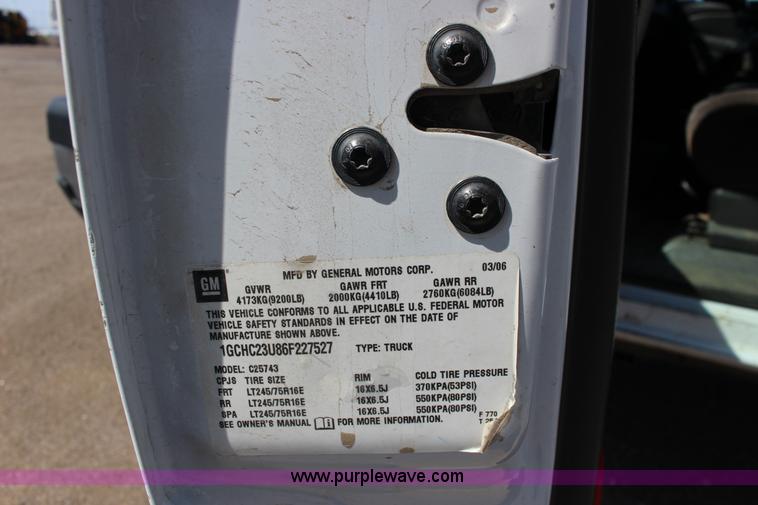 GM
MFD BY GENERAL MOTORS CORP. 03/06
GVWR GAWR FRT GAWR RR
4173KG(9200LB) 2000KG(4410LB) 2760KG(6084LB)
THIS VEHICLE CONFORMS TO ALL APPLICABLE U.S. FEDERAL MOTOR
VEHICLE SAFETY STANDARDS IN EFFECT ON THE DATE OF
MANUFACTURE SHOWN ABOVE.
1GCHC23U86F227527 TYPE: TRUCK
MODEL: C25743
CPJS TIRE SIZE RIM COLD TIRE PRESSURE
FRT LT245/75R16E 16X6.5J 370KPA(53PSI)
RR LT245/75R16E 16X6.5J 550KPA(80PSI)
SPA LT245/75R16E 16X6.5J 550KPA(80PSI)
SEE OWNER'S MANUAL FOR MORE INFORMATION.
F 770
www.purplewave.com